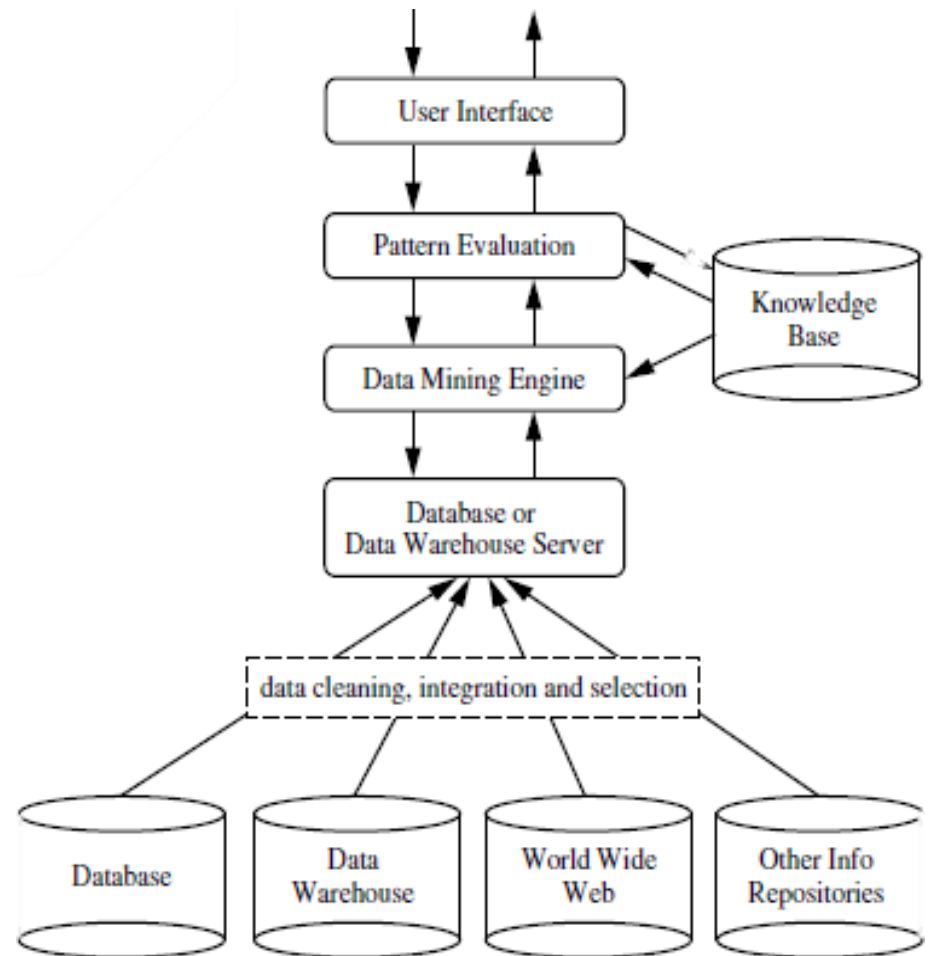 User Interface
Pattern Evaluation
Knowledge
Base
Data Mining Engine
Database or
Data Warehouse Server
data cleaning, integration and selection
Database
Data
Warehouse
World Wide
Web
Other Info
Repositories